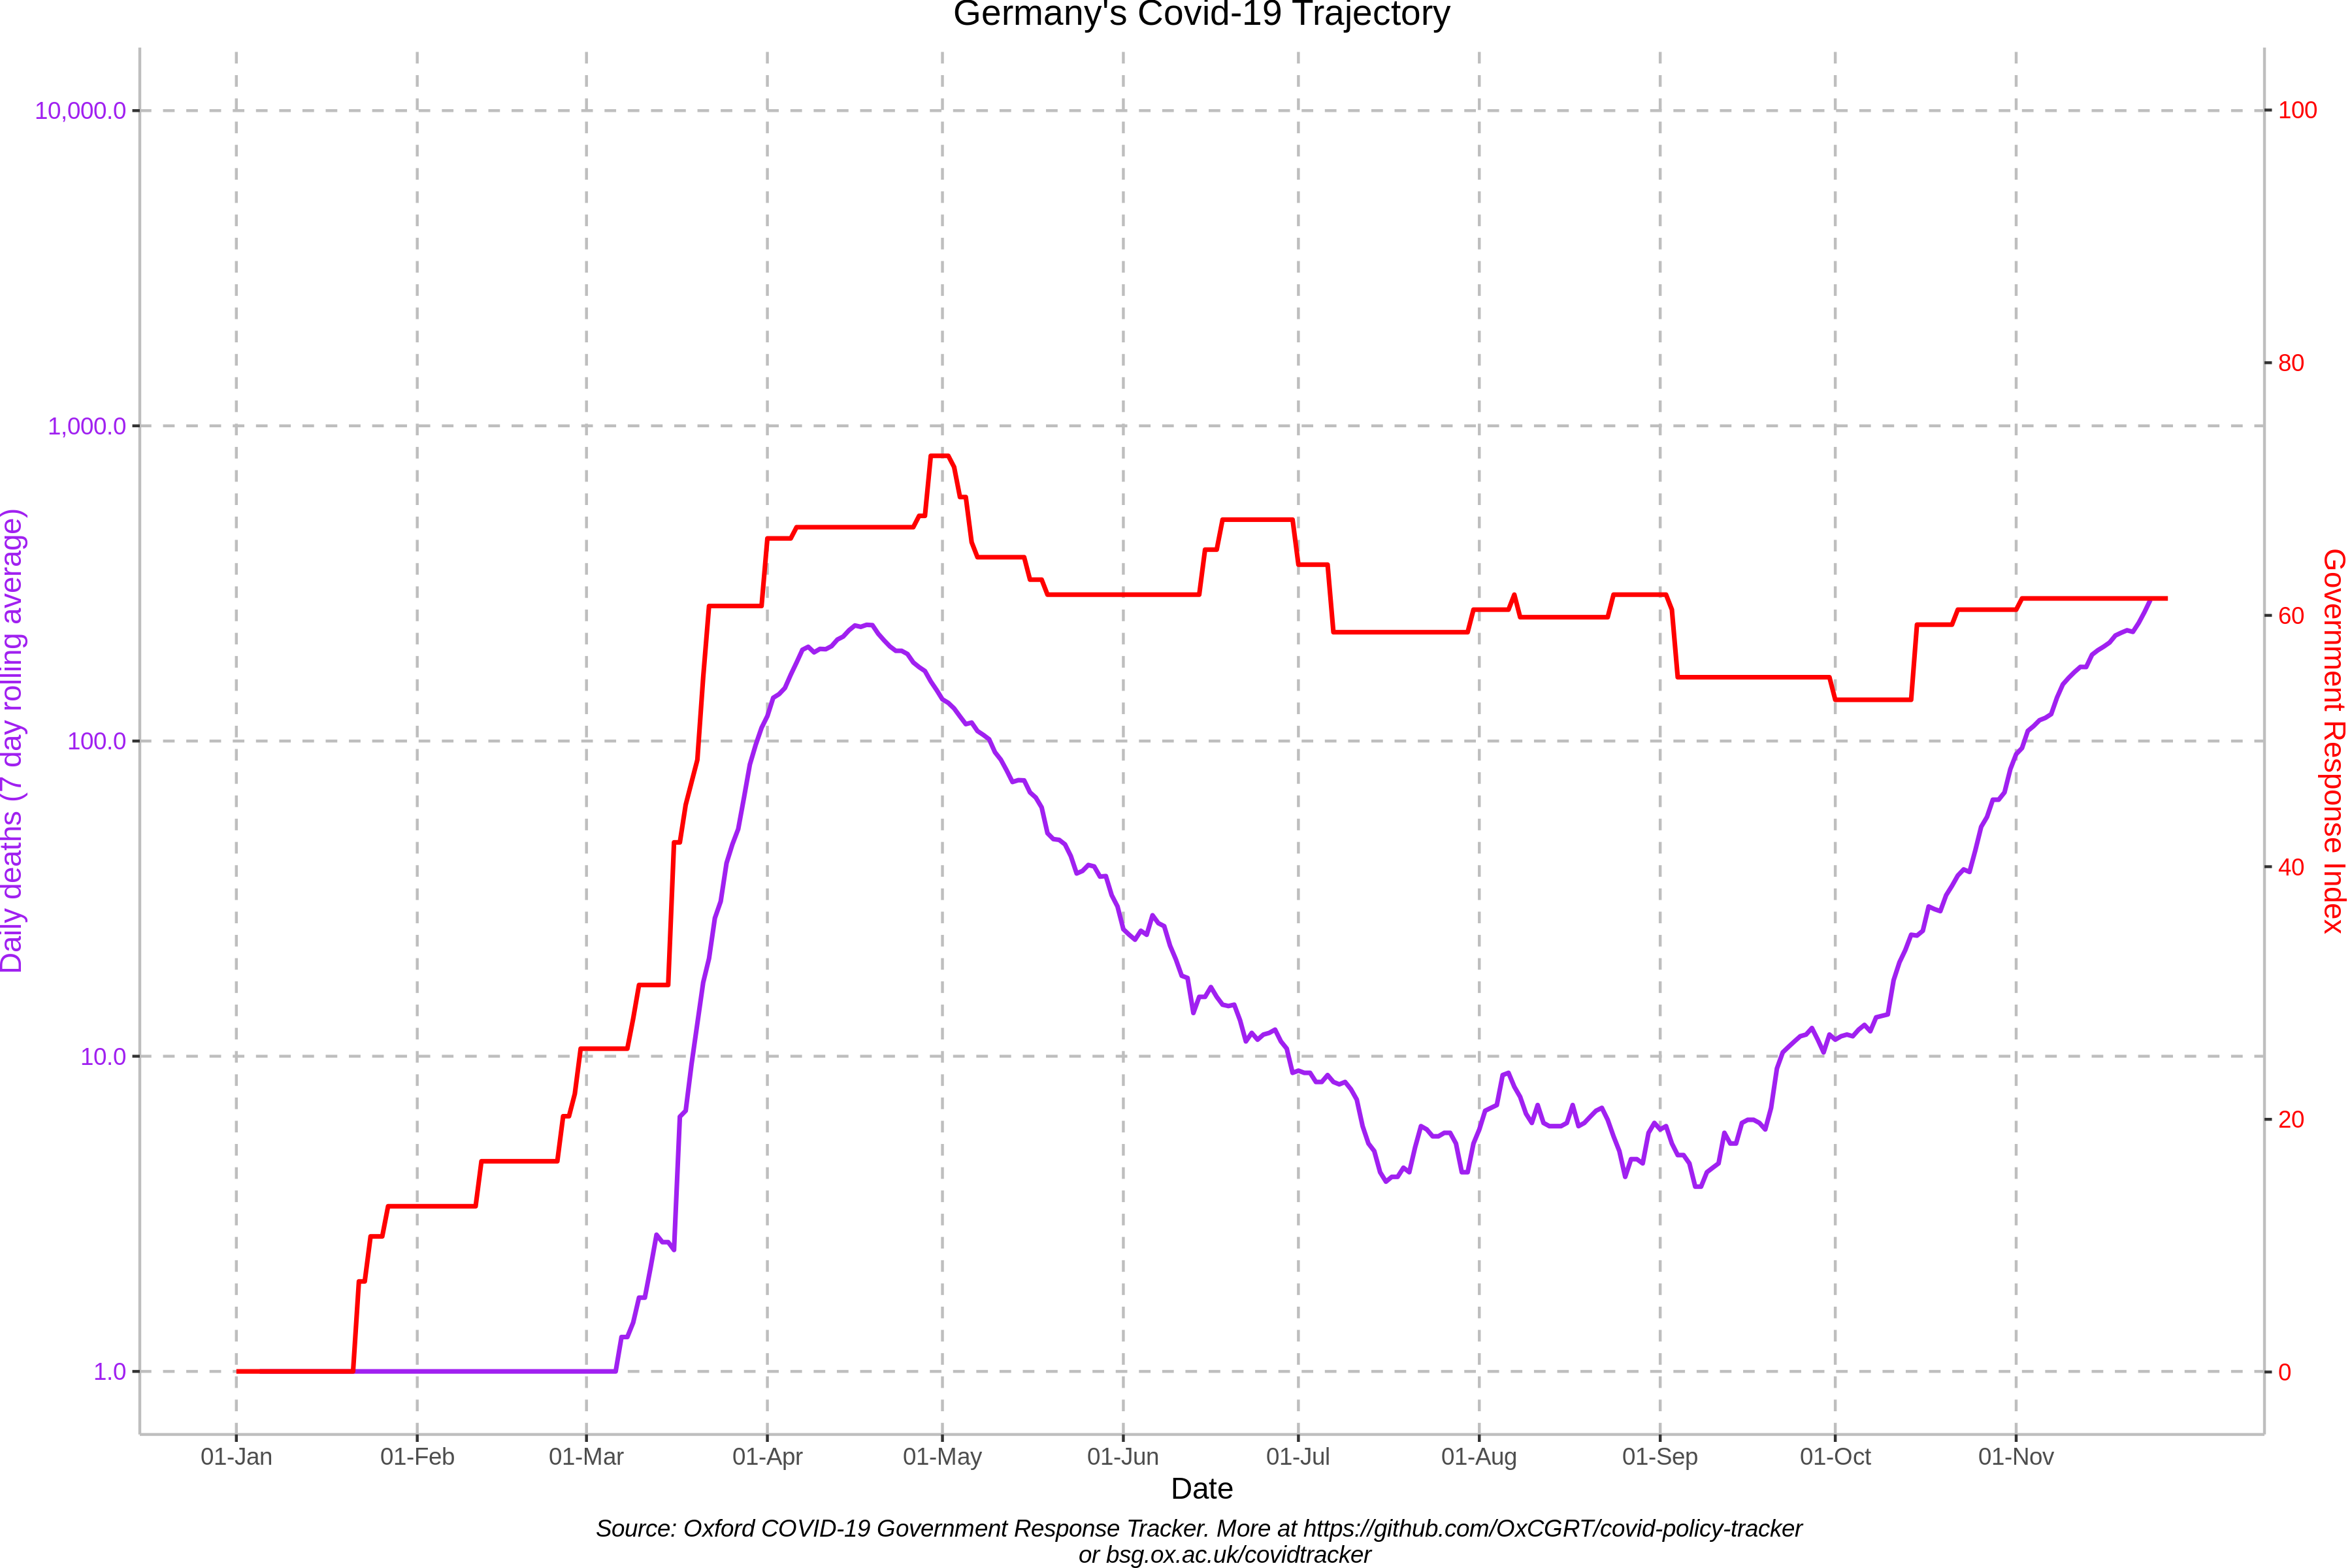 Germany's Covid-19 Trajectory
10,000.0
1,000.0
100.0
10.0
1.0
Daily deaths (7 day rolling average)
100
80
60
40
20
0
Government Response Index
01-Jan 01-Feb 01-Mar 01-Apr 01-May 01-Jun 01-Jul 01-Aug 01-Sep 01-Oct 01-Nov
Date
Source: Oxford COVID-19 Government Response Tracker. More at https://github.com/OxCGRT/covid-policy-tracker
or bsg.ox.ac.uk/covidtracker